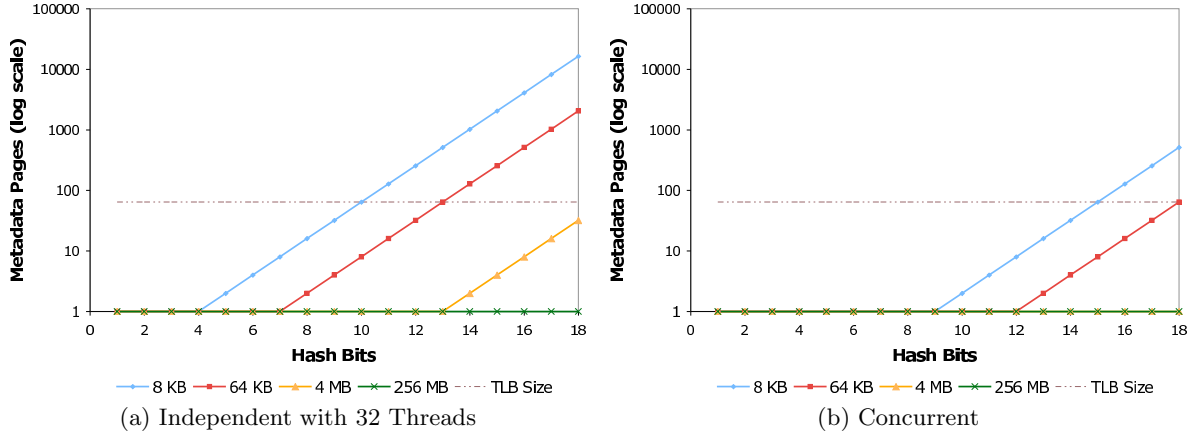 Metadata Pages (log scale)
100000
10000
1000
100
10
1
0 2 4 6 8 10 12 14 16 18
Hash Bits
8 KB 64 KB 4 MB 256 MB TLB Size
(a) Independent with 32 Threads
Metadata Pages (log scale)
100000
10000
1000
100
10
1
0 2 4 6 8 10 12 14 16 18
Hash Bits
8 KB 64 KB 4 MB 256 MB TLB Size
(b) Concurrent